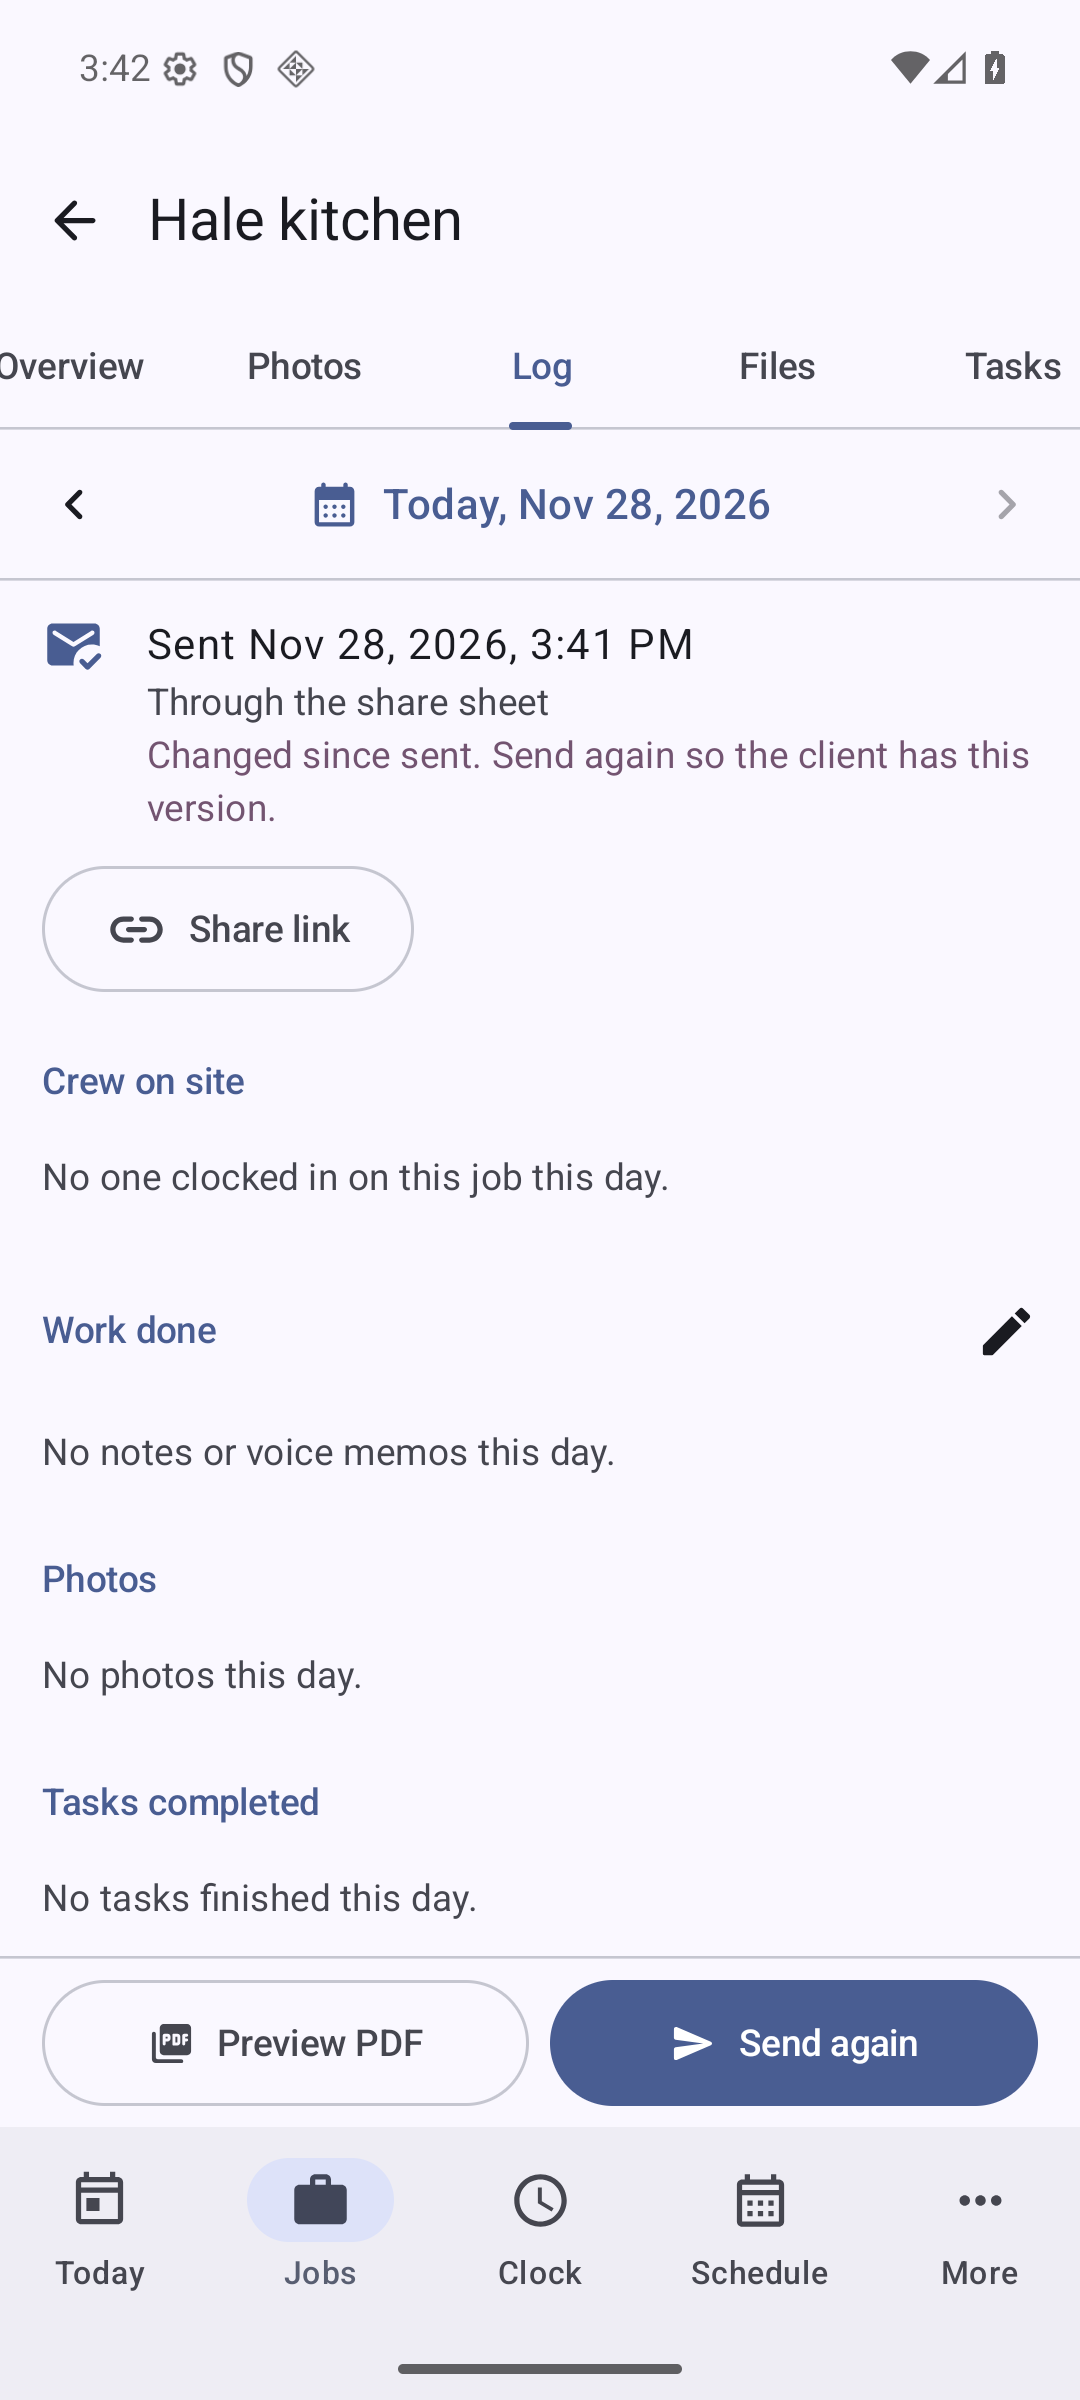 3:42
Hale kitchen
Overview Photos Log Files Tasks
Today, Nov 28, 2026
Sent Nov 28, 2026, 3:41 PM
Through the share sheet
Changed since sent. Send again so the client has this
version.
Share link
Crew on site
No one clocked in on this job this day.
Work done
No notes or voice memos this day.
Photos
No photos this day.
Tasks completed
No tasks finished this day.
PDF Preview PDF Send again
Today Jobs Clock Schedule More